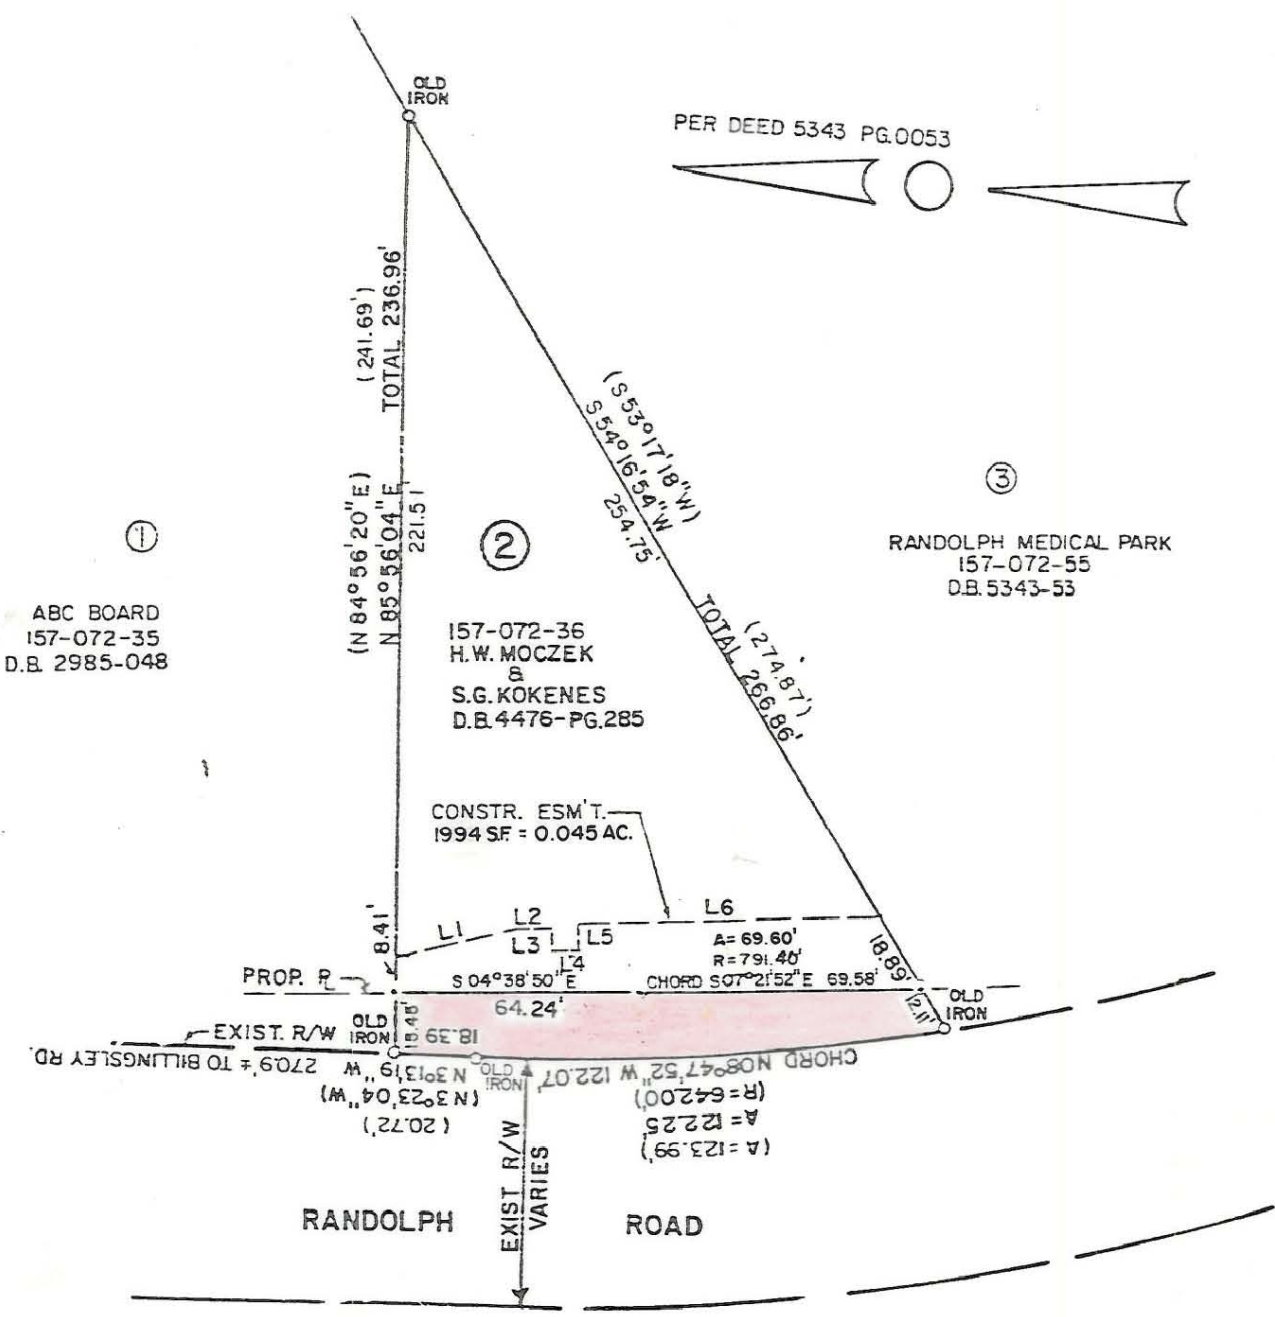 OLD
IRON
PER DEED 5343 PG.0053
(241.69')
TOTAL 236.96'
(N 84°56'20" E)
N 85°56'04" E
221.51'
(S 53°17'18" W)
S 54°16'54" W
254.75'
(274.87')
TOTAL 266.86'
1
ABC BOARD
157-072-35
D.B. 2985-048
2
157-072-36
H.W. MOCZEK
&
S.G. KOKENES
D.B.4476-PG.285
3
RANDOLPH MEDICAL PARK
157-072-55
D.B.5343-53
CONSTR. ESM'T.
1994 S.F. = 0.045 AC.
8.41'
L1
L2
L3
L4
L5
L6
A= 69.60'
R=791.40'
18.89'
PROP. PL
S 04°38'50" E
CHORD S07°21'52" E 69.58'
64.24'
12.11'
OLD
IRON
EXIST. R/W
OLD
IRON
18.39
270.9'± TO BILLINGSLEY RD.
N 3°13'19" W
(N3°23'04"W)
(20.72')
OLD
IRON
CHORD N08°47'52" W 122.07'
(R=642.00')
A = 122.25'
(A =123.99')
EXIST R/W
VARIES
RANDOLPH ROAD